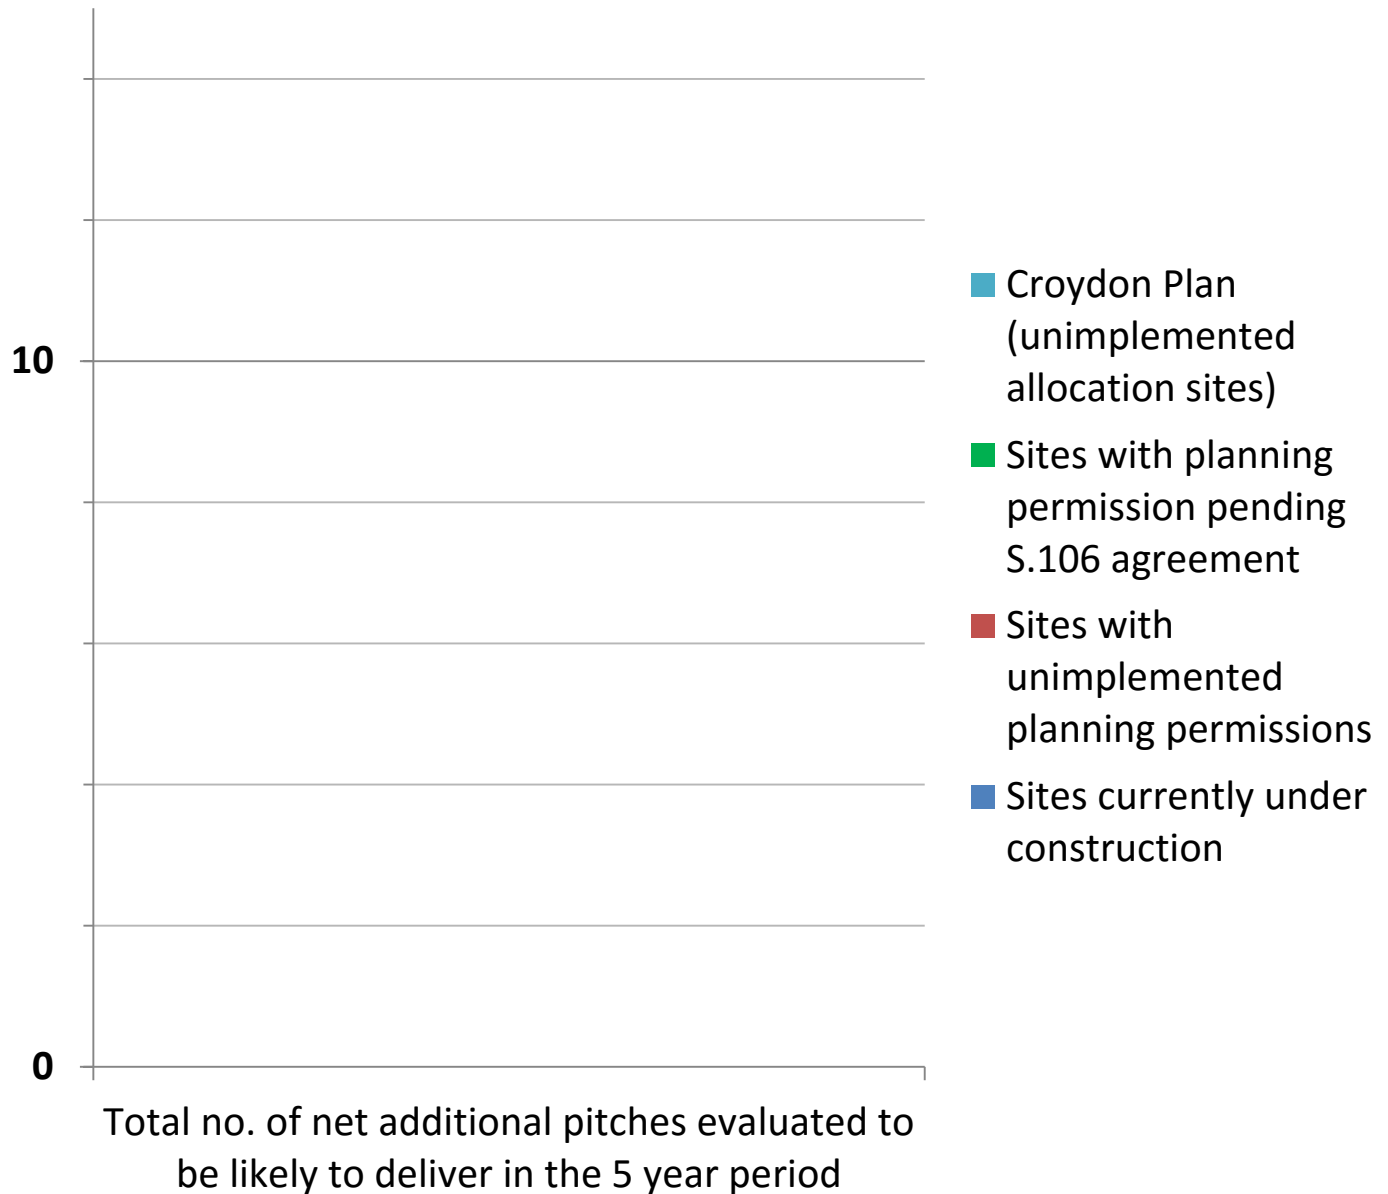 10
0
Total no. of net additional pitches evaluated to
be likely to deliver in the 5 year period
Croydon Plan
(unimplemented
allocation sites)
Sites with planning
permission pending
S.106 agreement
Sites with
unimplemented
planning permissions
Sites currently under
construction